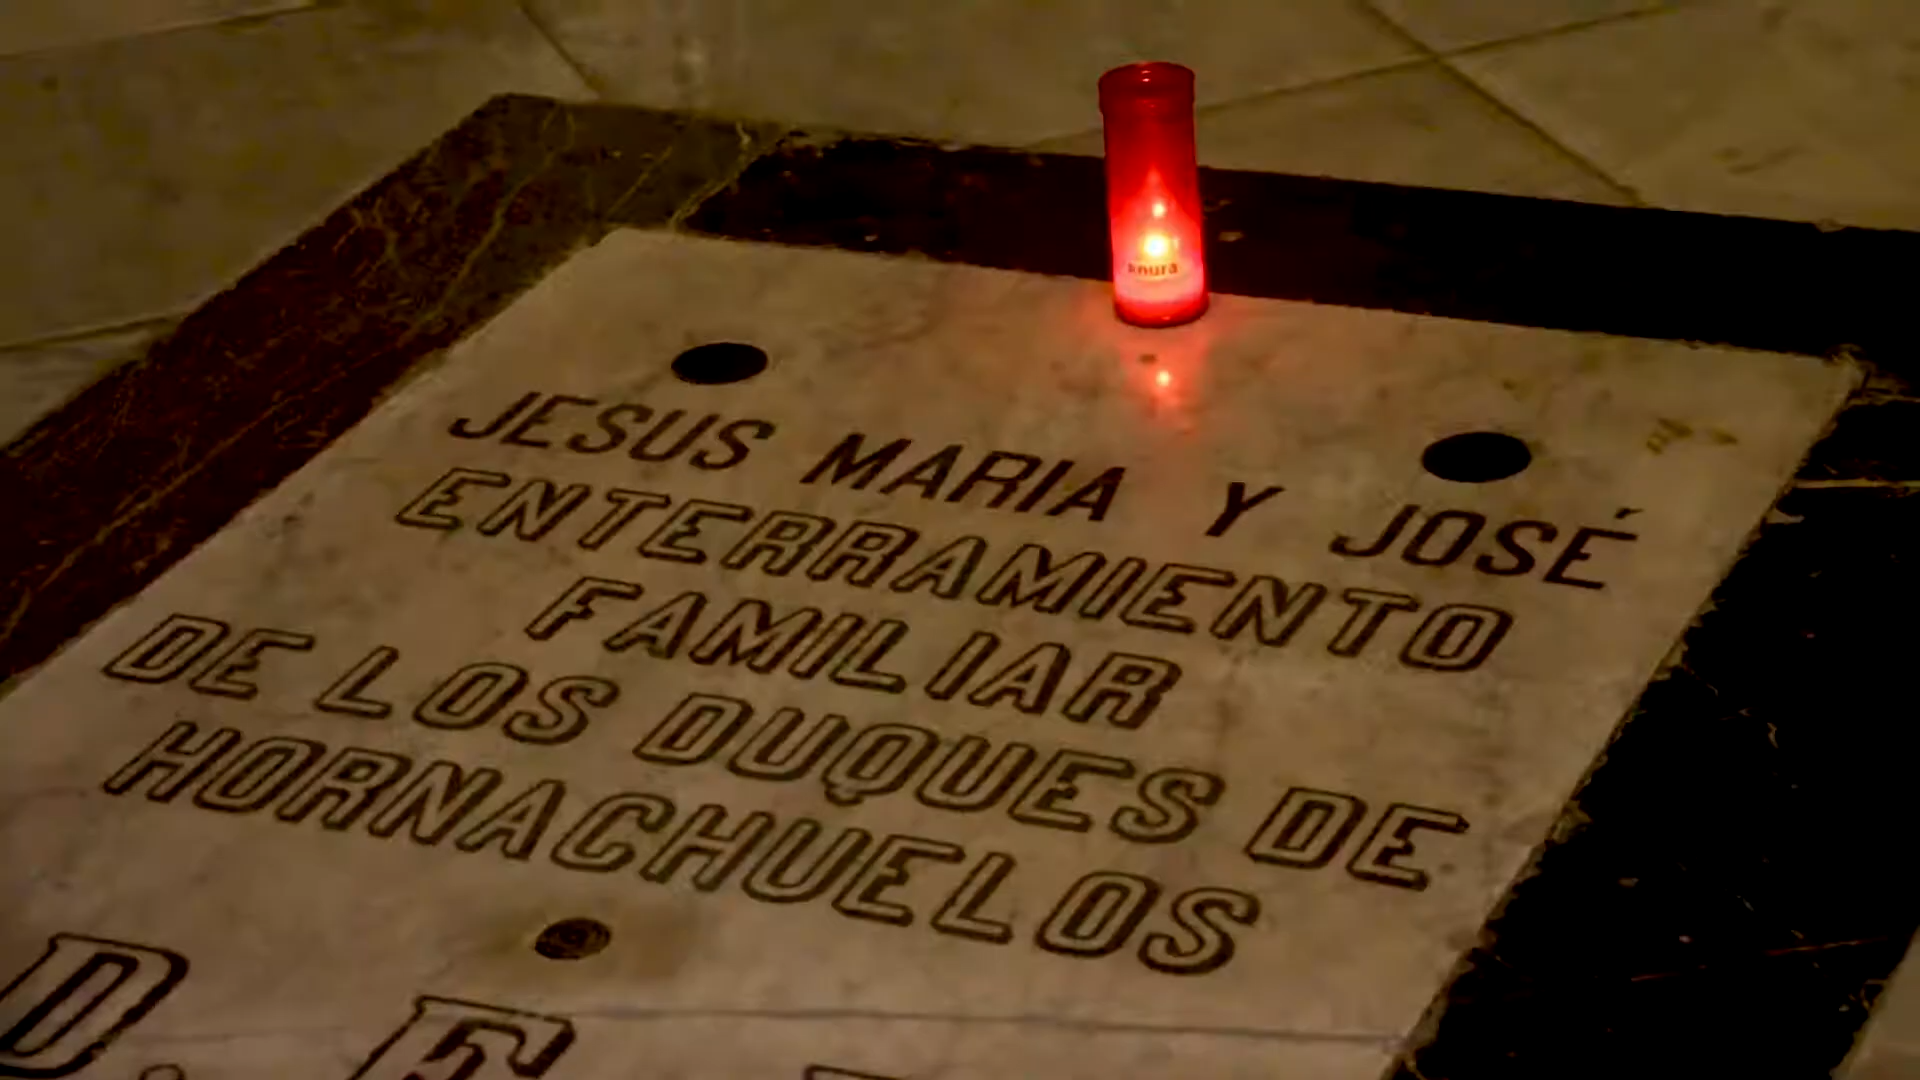 JESUS MARIA Y JOSÉ
ENTERRAMIENTO
FAMILIAR
DE LOS DUQUES DE
HORNACHUELOS